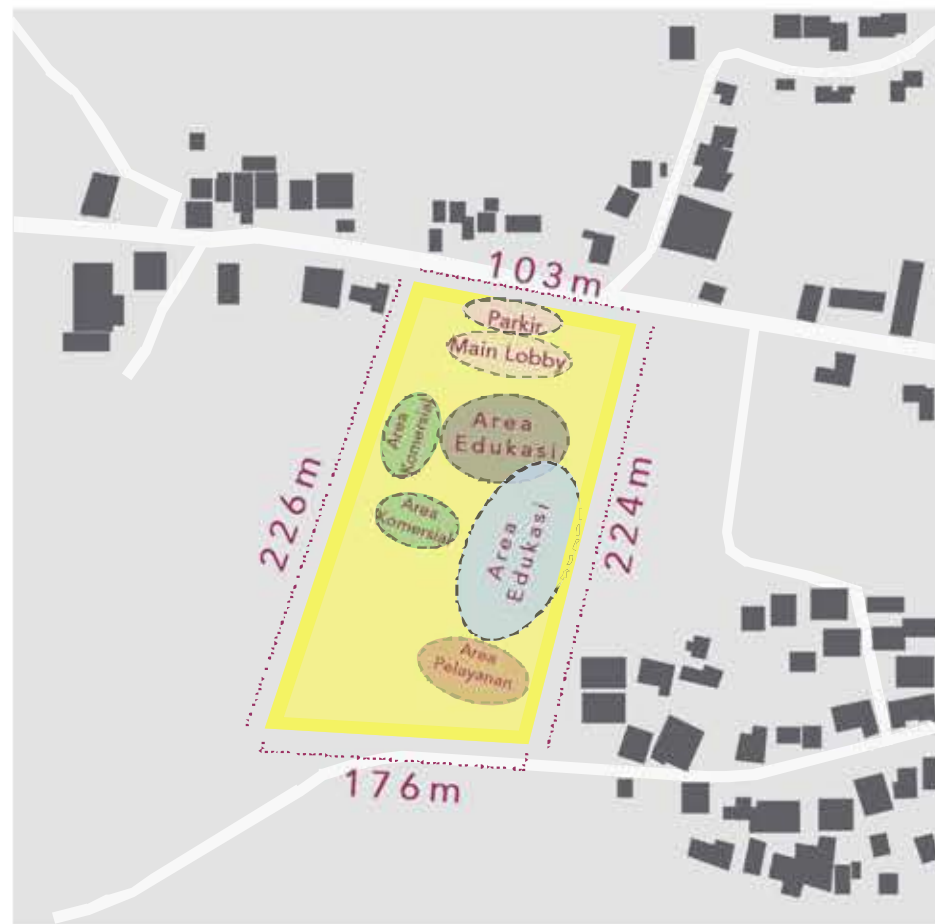 103m
Parkir
Main Lobby
Area
Komersial
Area
Edukasi
Area
Komersial
Area
Edukasi
226m
224m
Area
Pelayanan
176m